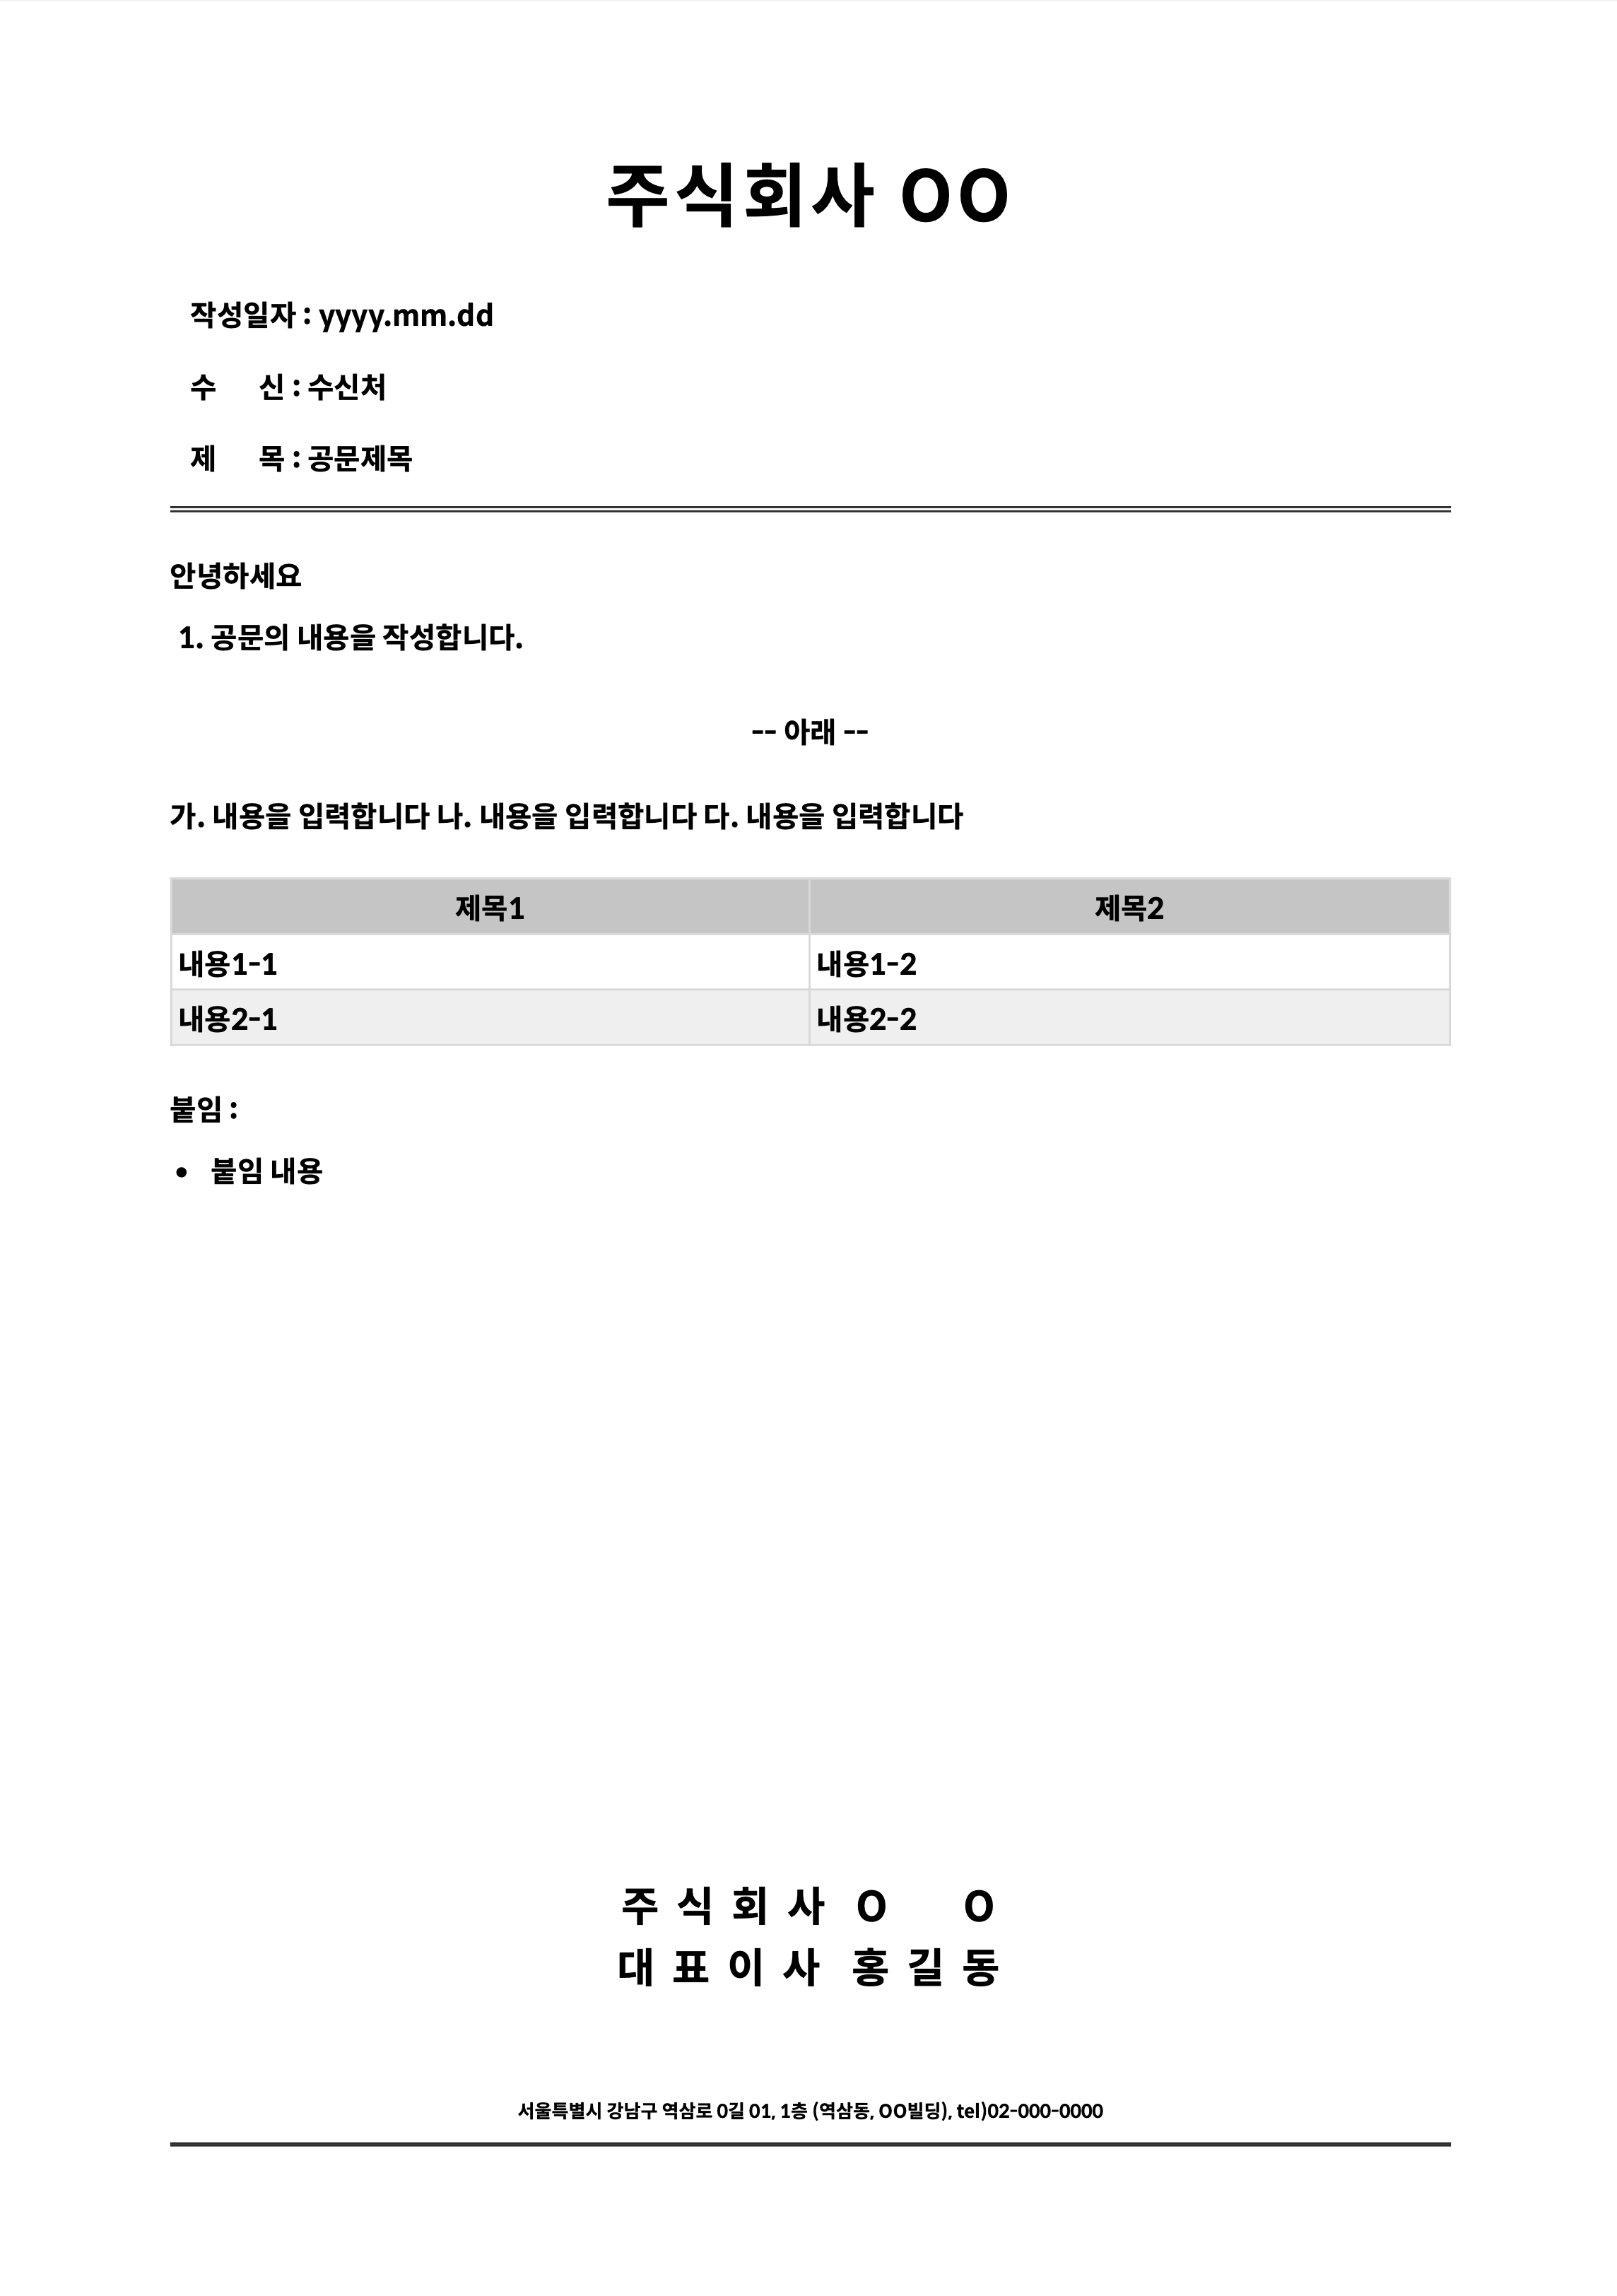 주식회사 OO
작성일자 : yyyy.mm.dd
수 신 : 수신처
제 목 : 공문제목
안녕하세요
1. 공문의 내용을 작성합니다.
-- 아래 --
가. 내용을 입력합니다 나. 내용을 입력합니다 다. 내용을 입력합니다
제목1 제목2
내용1-1 내용1-2
내용2-1 내용2-2
붙임 :
• 붙임 내용
주 식 회 사 O O
대 표 이 사 홍 길 동
서울특별시 강남구 역삼로 0길 01, 1층 (역삼동, OO빌딩), tel)02-000-0000